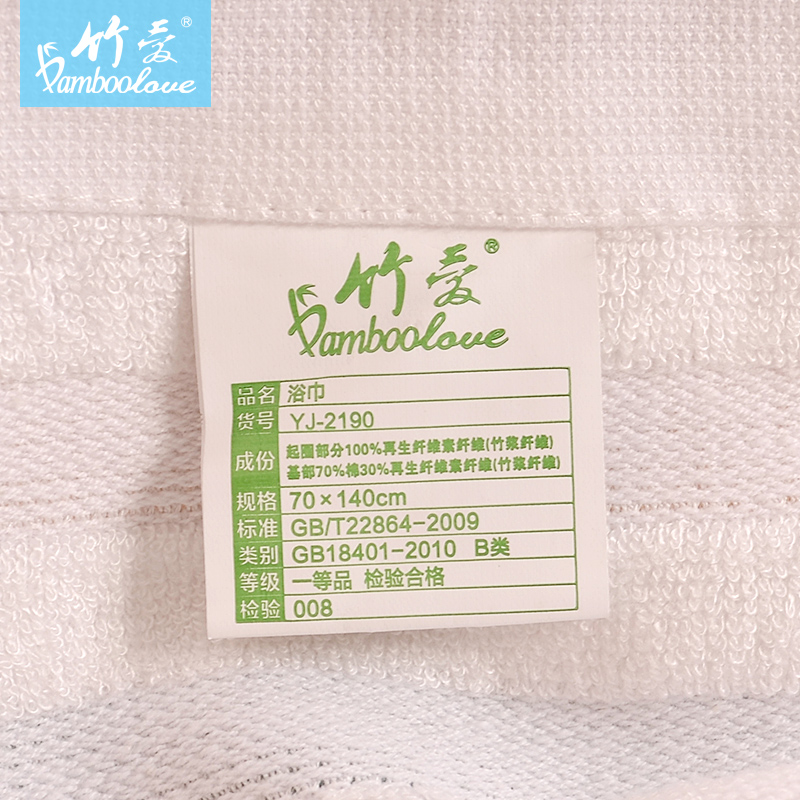 竹爱®
Bamboolove
竹爱®
Bamboolove
品名 浴巾
货号 YJ-2190
成份 起圈部分100%再生纤维素纤维(竹浆纤维)
基部70%棉30%再生纤维素纤维(竹浆纤维)
规格 70×140cm
标准 GB/T22864-2009
类别 GB18401-2010 B类
等级 一等品 检验合格
检验 008